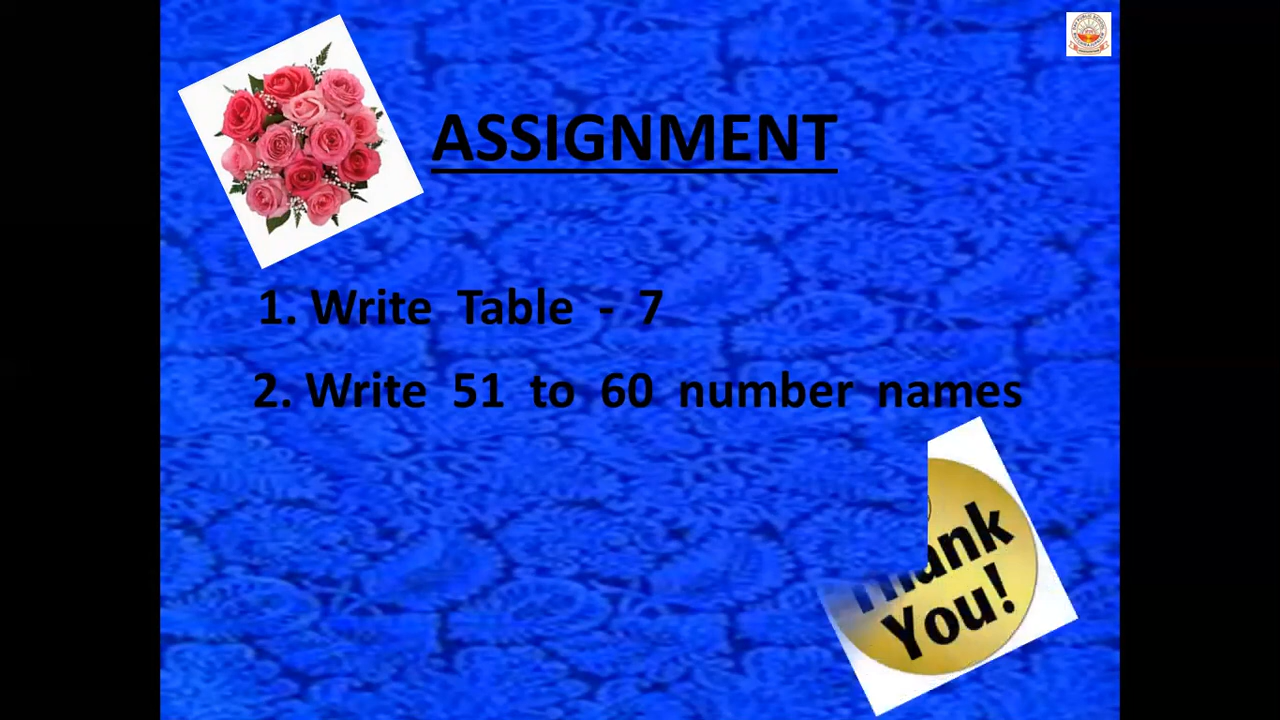 ASSIGNMENT
1. Write Table - 7
2. Write 51 to 60 number names
Thank
You!